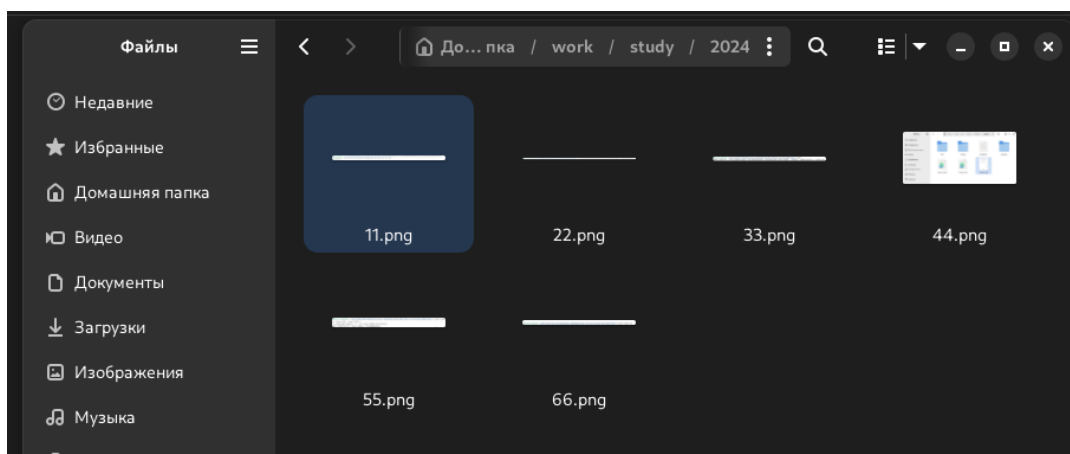 Файлы
До... пка / work / study / 2024
Недавние
Избранные
Домашняя папка
Видео
Документы
Загрузки
Изображения
Музыка
11.png
22.png
33.png
44.png
55.png
66.png